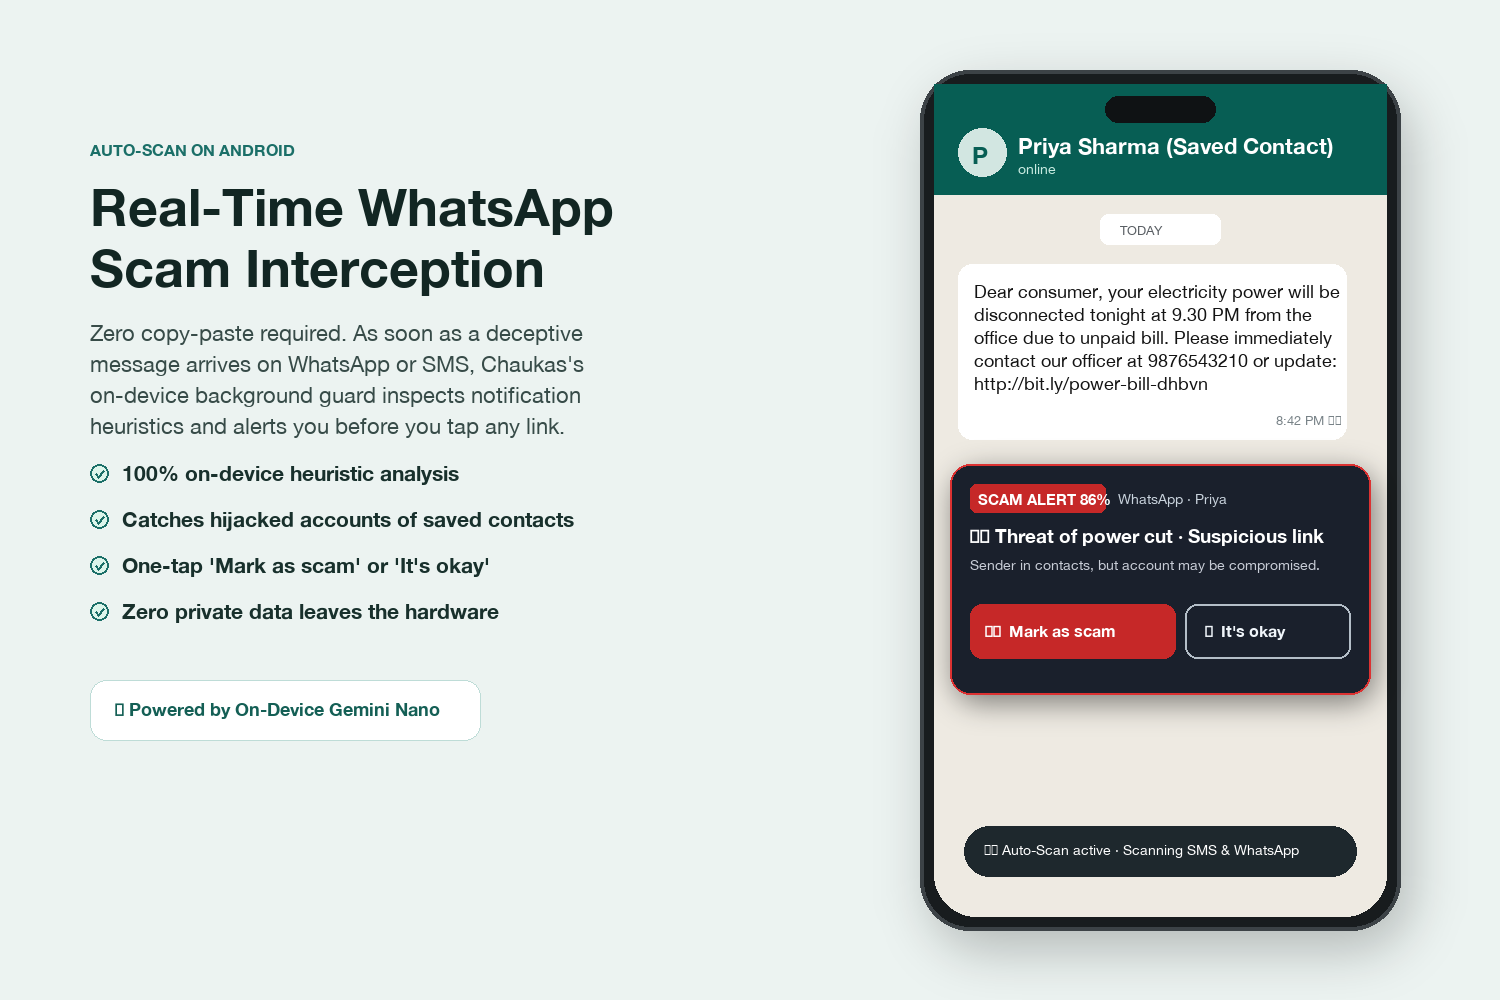 AUTO-SCAN ON ANDROID
Real-Time WhatsApp
Scam Interception
Zero copy-paste required. As soon as a deceptive
message arrives on WhatsApp or SMS, Chaukas's
on-device background guard inspects notification
heuristics and alerts you before you tap any link.
100% on-device heuristic analysis
Catches hijacked accounts of saved contacts
One-tap 'Mark as scam' or 'It's okay'
Zero private data leaves the hardware
Powered by On-Device Gemini Nano
P
Priya Sharma (Saved Contact)
online
TODAY
Dear consumer, your electricity power will be
disconnected tonight at 9.30 PM from the
office due to unpaid bill. Please immediately
contact our officer at 9876543210 or update:
http://bit.ly/power-bill-dhbvn
8:42 PM
SCAM ALERT 86% WhatsApp · Priya
Threat of power cut · Suspicious link
Sender in contacts, but account may be compromised.
Mark as scam
It's okay
Auto-Scan active · Scanning SMS & WhatsApp